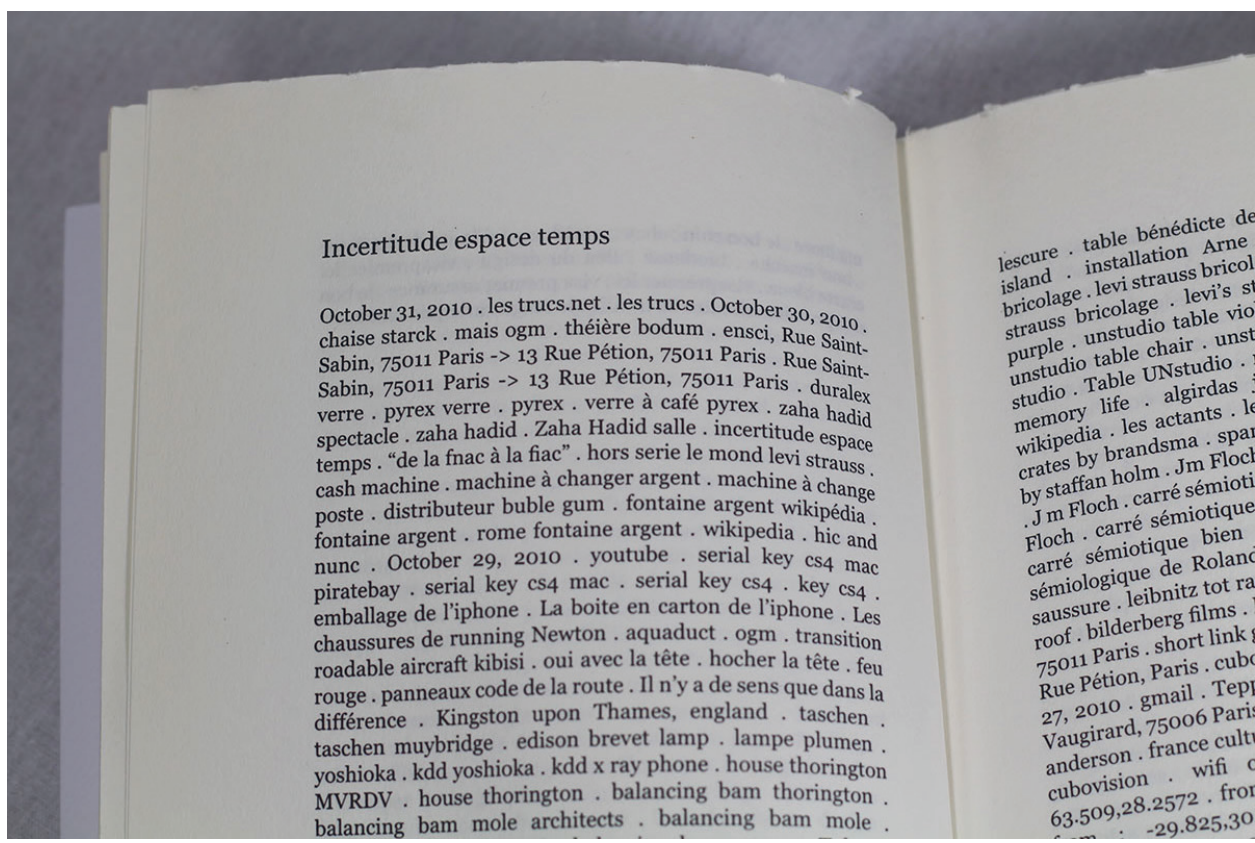 Incertitude espace temps
October 31, 2010 . les trucs.net . les trucs . October 30, 2010 .
chaise starck . mais ogm . théière bodum . ensci, Rue Saint-
Sabin, 75011 Paris -> 13 Rue Pétion, 75011 Paris . Rue Saint-
Sabin, 75011 Paris -> 13 Rue Pétion, 75011 Paris . duralex
verre . pyrex verre . pyrex . verre à café pyrex . zaha hadid
spectacle . zaha hadid . Zaha Hadid salle . incertitude espace
temps . “de la fnac à la fiac” . hors serie le mond levi strauss .
cash machine . machine à changer argent . machine à change
poste . distributeur buble gum . fontaine argent wikipédia .
fontaine argent . rome fontaine argent . wikipedia . hic and
nunc . October 29, 2010 . youtube . serial key cs4 mac
piratebay . serial key cs4 mac . serial key cs4 . key cs4 .
emballage de l'iphone . La boite en carton de l'iphone . Les
chaussures de running Newton . aquaduct . ogm . transition
roadable aircraft kibisi . oui avec la tête . hocher la tête . feu
rouge . panneaux code de la route . Il n'y a de sens que dans la
différence . Kingston upon Thames, england . taschen .
taschen muybridge . edison brevet lamp . lampe plumen .
yoshioka . kdd yoshioka . kdd x ray phone . house thorington
MVRDV . house thorington . balancing bam thorington .
balancing bam mole architects . balancing bam mole .
lescure . table bénédicte de
island . installation Arne
bricolage . levi strauss bricol
strauss bricolage . levi's st
purple . unstudio table vio
unstudio table chair . unst
studio . Table UNstudio .
memory life . algirdas
wikipedia . les actants . le
crates by brandsma . spar
by staffan holm . Jm Floch
. J m Floch . carré sémioti
Floch . carré sémiotique
carré sémiotique bien
sémiologique de Roland
saussure . leibnitz tot ra
roof . bilderberg films .
75011 Paris . short link
Rue Pétion, Paris . cubo
27, 2010 . gmail . Tepp
Vaugirard, 75006 Paris
anderson . france cultu
cubovision . wifi
63.509,28.2572 . from
-29.825,30